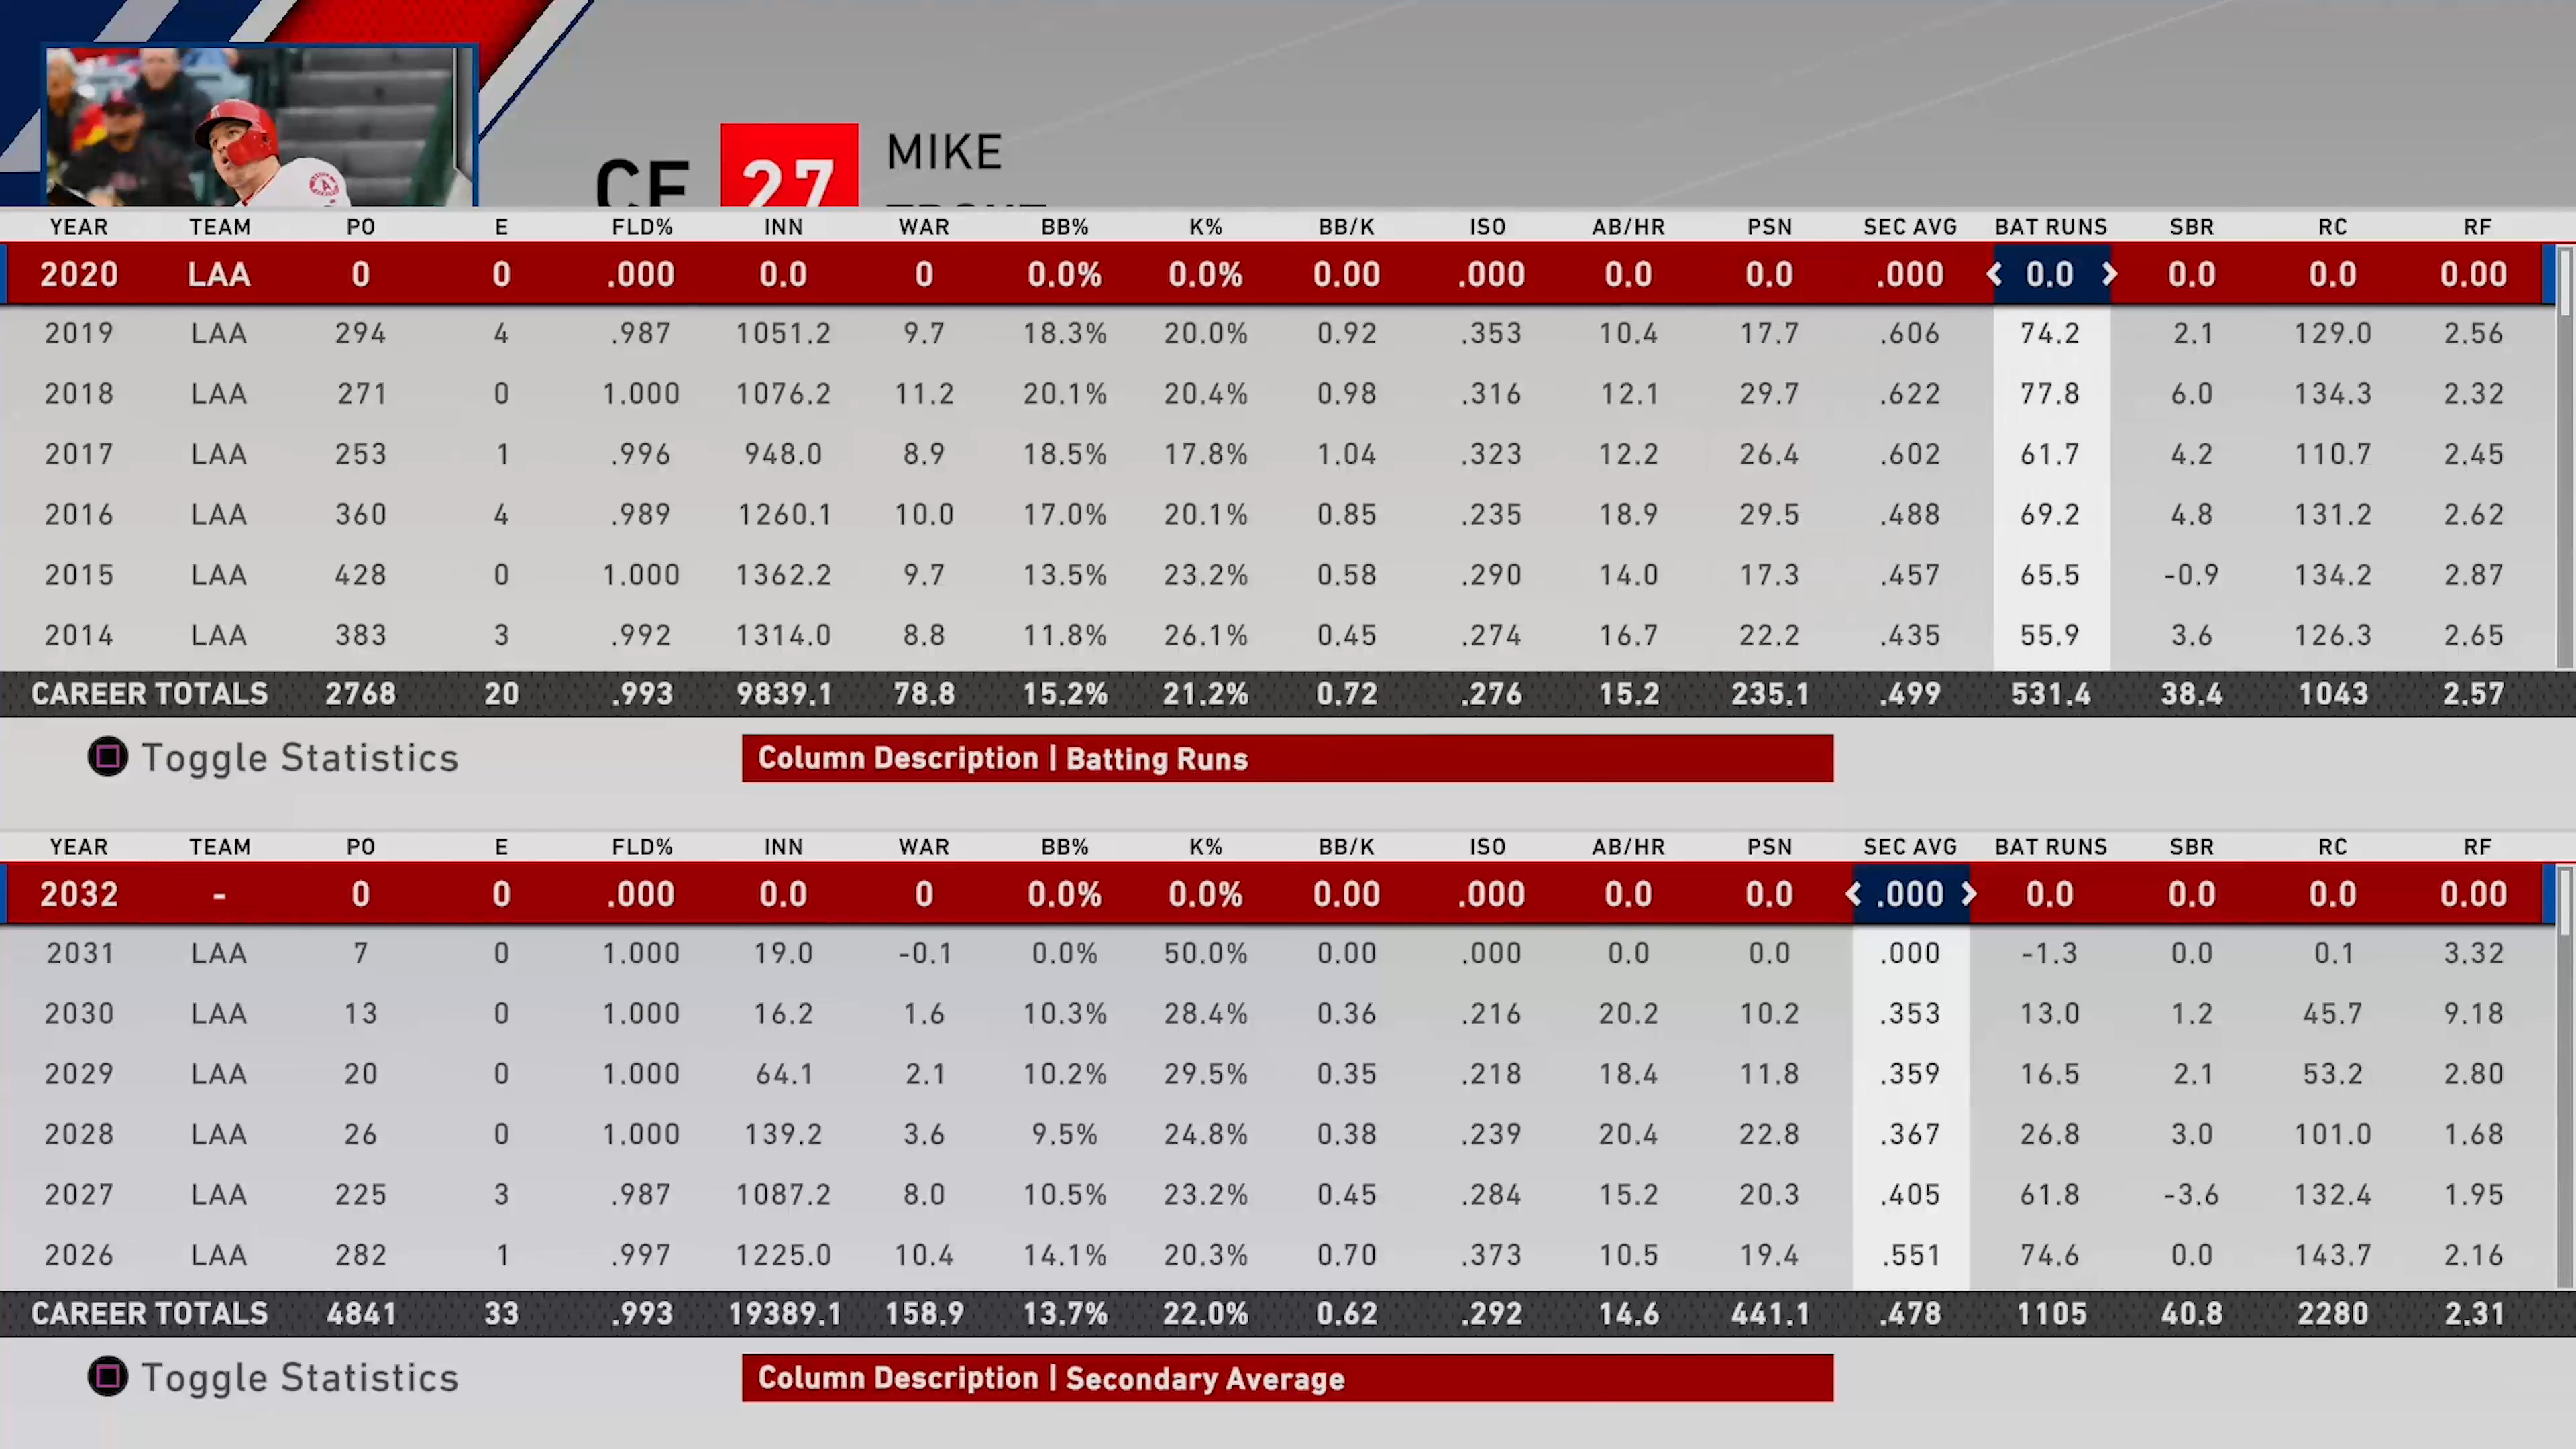 CF 27 MIKE
TROUT
YEAR TEAM PO E FLD% INN WAR BB% K% BB/K ISO AB/HR PSN SEC AVG BAT RUNS SBR RC RF
2020 LAA 0 0 .000 0.0 0 0.0% 0.0% 0.00 .000 0.0 0.0 .000 < 0.0 > 0.0 0.0 0.00
2019 LAA 294 4 .987 1051.2 9.7 18.3% 20.0% 0.92 .353 10.4 17.7 .606 74.2 2.1 129.0 2.56
2018 LAA 271 0 1.000 1076.2 11.2 20.1% 20.4% 0.98 .316 12.1 29.7 .622 77.8 6.0 134.3 2.32
2017 LAA 253 1 .996 948.0 8.9 18.5% 17.8% 1.04 .323 12.2 26.4 .602 61.7 4.2 110.7 2.45
2016 LAA 360 4 .989 1260.1 10.0 17.0% 20.1% 0.85 .235 18.9 29.5 .488 69.2 4.8 131.2 2.62
2015 LAA 428 0 1.000 1362.2 9.7 13.5% 23.2% 0.58 .290 14.0 17.3 .457 65.5 -0.9 134.2 2.87
2014 LAA 383 3 .992 1314.0 8.8 11.8% 26.1% 0.45 .274 16.7 22.2 .435 55.9 3.6 126.3 2.65
CAREER TOTALS 2768 20 .993 9839.1 78.8 15.2% 21.2% 0.72 .276 15.2 235.1 .499 531.4 38.4 1043 2.57
Toggle Statistics Column Description | Batting Runs
YEAR TEAM PO E FLD% INN WAR BB% K% BB/K ISO AB/HR PSN SEC AVG BAT RUNS SBR RC RF
2032 - 0 0 .000 0.0 0 0.0% 0.0% 0.00 .000 0.0 0.0 < .000 > 0.0 0.0 0.0 0.00
2031 LAA 7 0 1.000 19.0 -0.1 0.0% 50.0% 0.00 .000 0.0 0.0 .000 -1.3 0.0 0.1 3.32
2030 LAA 13 0 1.000 16.2 1.6 10.3% 28.4% 0.36 .216 20.2 10.2 .353 13.0 1.2 45.7 9.18
2029 LAA 20 0 1.000 64.1 2.1 10.2% 29.5% 0.35 .218 18.4 11.8 .359 16.5 2.1 53.2 2.80
2028 LAA 26 0 1.000 139.2 3.6 9.5% 24.8% 0.38 .239 20.4 22.8 .367 26.8 3.0 101.0 1.68
2027 LAA 225 3 .987 1087.2 8.0 10.5% 23.2% 0.45 .284 15.2 20.3 .405 61.8 -3.6 132.4 1.95
2026 LAA 282 1 .997 1225.0 10.4 14.1% 20.3% 0.70 .373 10.5 19.4 .551 74.6 0.0 143.7 2.16
CAREER TOTALS 4841 33 .993 19389.1 158.9 13.7% 22.0% 0.62 .292 14.6 441.1 .478 1105 40.8 2280 2.31
Toggle Statistics Column Description | Secondary Average